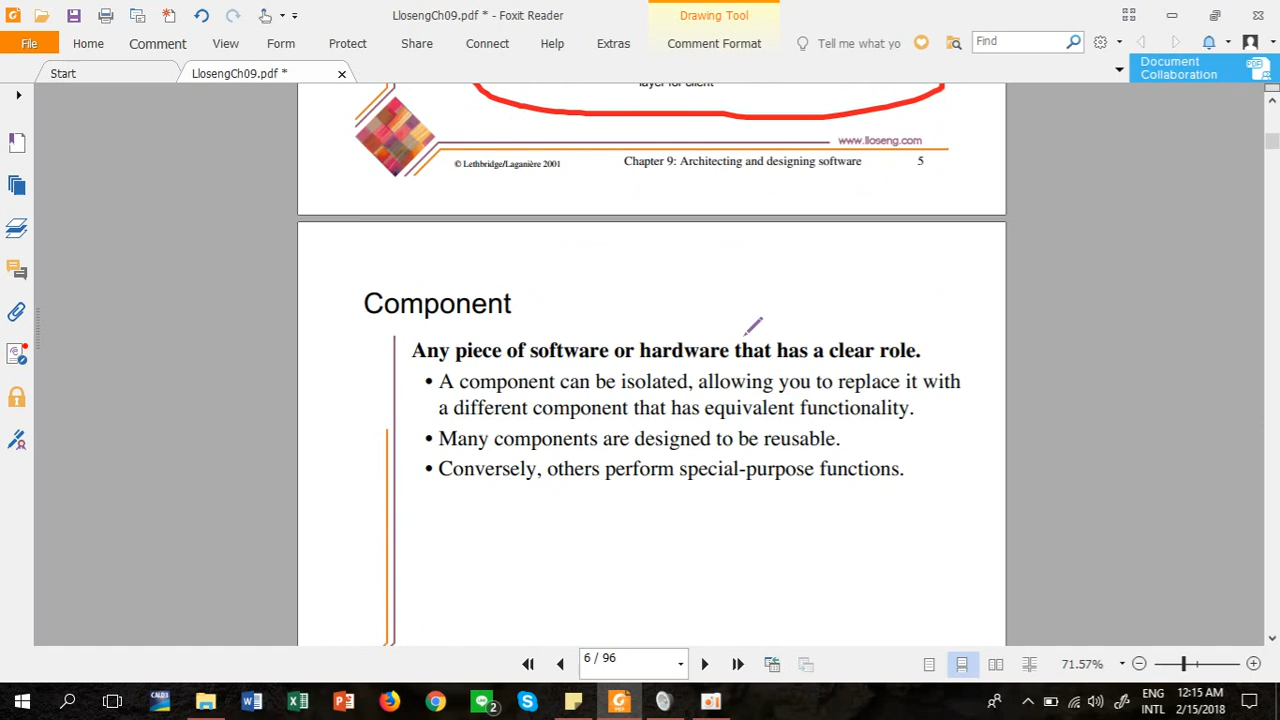 LlosengCh09.pdf * - Foxit Reader
Drawing Tool
File
Home
Comment
View
Form
Protect
Share
Connect
Help
Extras
Comment Format
Tell me what yo
Find
Start
LlosengCh09.pdf *
Document
Collaboration
layer for client
www.lloseng.com
© Lethbridge/Laganière 2001
Chapter 9: Architecting and designing software
5
Component
Any piece of software or hardware that has a clear role.
• A component can be isolated, allowing you to replace it with
a different component that has equivalent functionality.
• Many components are designed to be reusable.
• Conversely, others perform special-purpose functions.
6 / 96
71.57%
2
ENG
INTL
12:15 AM
2/15/2018